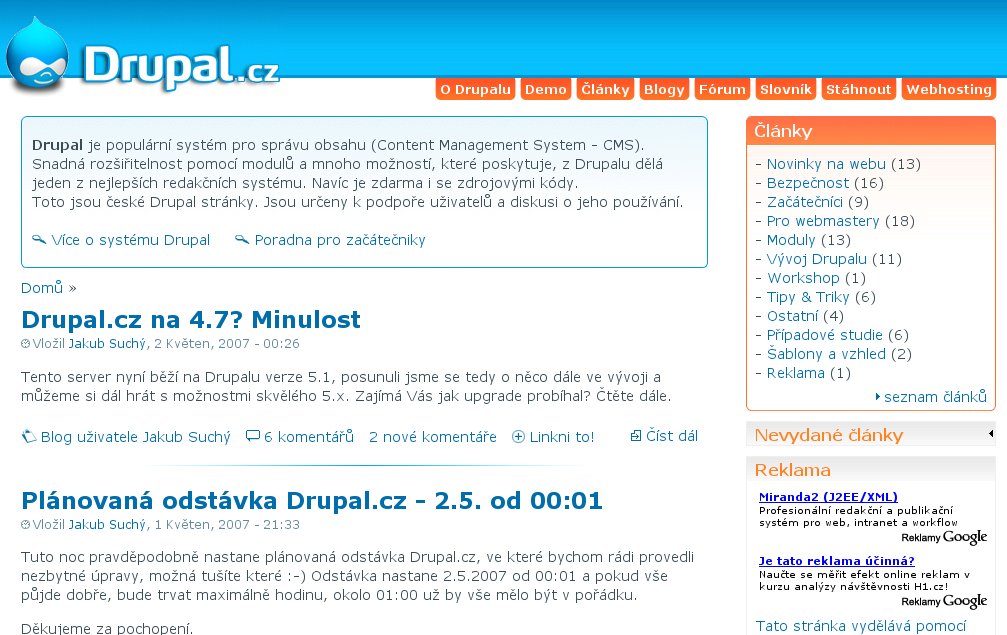 Drupal.cz
O Drupalu Demo Články Blogy Fórum Slovník Stáhnout Webhosting
Drupal je populární systém pro správu obsahu (Content Management System - CMS).
Snadná rozšiřitelnost pomocí modulů a mnoho možností, které poskytuje, z Drupalu dělá
jeden z nejlepších redakčních systému. Navíc je zdarma i se zdrojovými kódy.
Toto jsou české Drupal stránky. Jsou určeny k podpoře uživatelů a diskusi o jeho používání.
Více o systému Drupal Poradna pro začátečniky
Domů »
Drupal.cz na 4.7? Minulost
Vložil Jakub Suchý, 2 Květen, 2007 - 00:26
Tento server nyní běží na Drupalu verze 5.1, posunuli jsme se tedy o něco dále ve vývoji a
můžeme si dál hrát s možnostmi skvělého 5.x. Zajímá Vás jak upgrade probíhal? Čtěte dále.
Blog uživatele Jakub Suchý 6 komentářů 2 nové komentáře Linkni to! Číst dál
Plánovaná odstávka Drupal.cz - 2.5. od 00:01
Vložil Jakub Suchý, 1 Květen, 2007 - 21:33
Tuto noc pravděpodobně nastane plánovaná odstávka Drupal.cz, ve které bychom rádi provedli
nezbytné úpravy, možná tušíte které :-) Odstávka nastane 2.5.2007 od 00:01 a pokud vše
půjde dobře, bude trvat maximálně hodinu, okolo 01:00 už by vše mělo být v pořádku.
Děkujeme za pochopení.
Články
- Novinky na webu (13)
- Bezpečnost (16)
- Začátečníci (9)
- Pro webmastery (18)
- Moduly (13)
- Vývoj Drupalu (11)
- Workshop (1)
- Tipy & Triky (6)
- Ostatní (4)
- Případové studie (6)
- Šablony a vzhled (2)
- Reklama (1)
seznam článků
Nevydané články
Reklama
Miranda2 (J2EE/XML)
Profesionální redakční a publikační
systém pro web, intranet a workflow
Reklamy Google
Je tato reklama účinná?
Naučte se měřit efekt online reklam v
kurzu analýzy návštěvnosti H1.cz!
Reklamy Google
Tato stránka vydělává pomocí